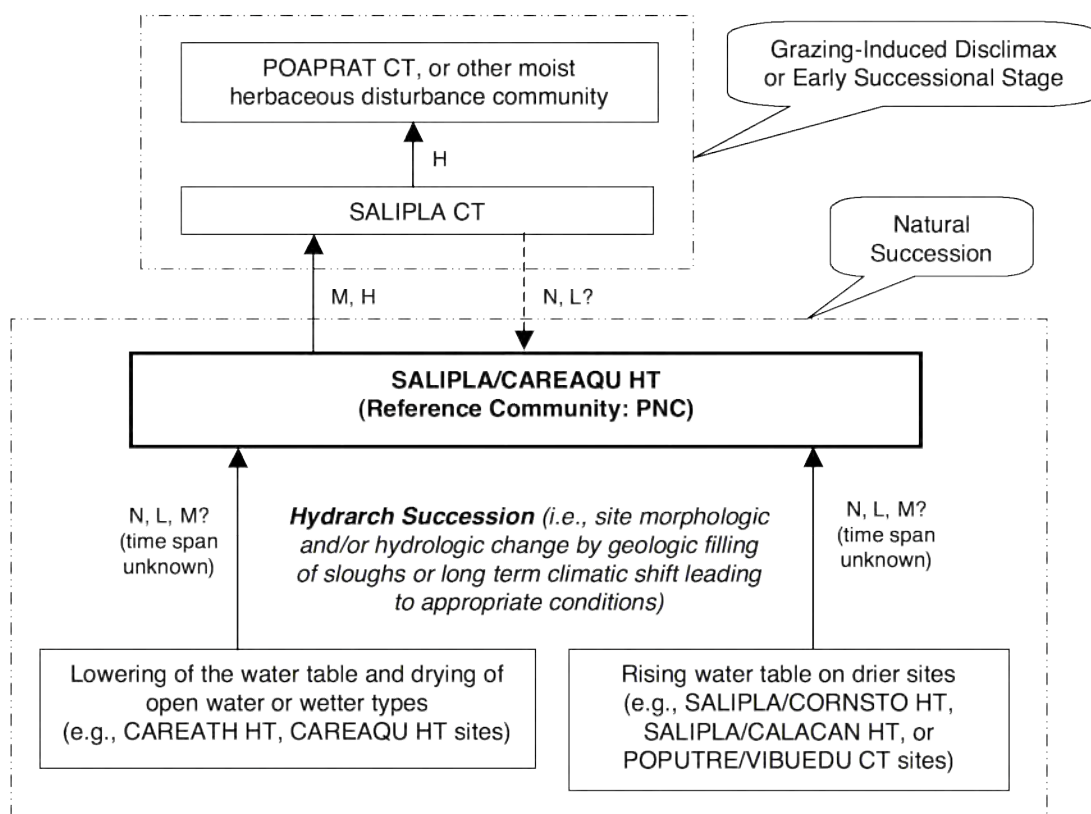 Grazing-Induced Disclimax
or Early Successional Stage
POAPRAT CT, or other moist
herbaceous disturbance community
H
SALIPLA CT
Natural
Succession
M, H
N, L?
SALIPLA/CAREAQU HT
(Reference Community: PNC)
N, L, M?
(time span
unknown)
Hydrarch Succession (i.e., site morphologic
and/or hydrologic change by geologic filling
of sloughs or long term climatic shift leading
to appropriate conditions)
N, L, M?
(time span
unknown)
Lowering of the water table and drying of
open water or wetter types
(e.g., CAREATH HT, CAREAQU HT sites)
Rising water table on drier sites
(e.g., SALIPLA/CORNSTO HT,
SALIPLA/CALACAN HT, or
POPUTRE/VIBUEDU CT sites)